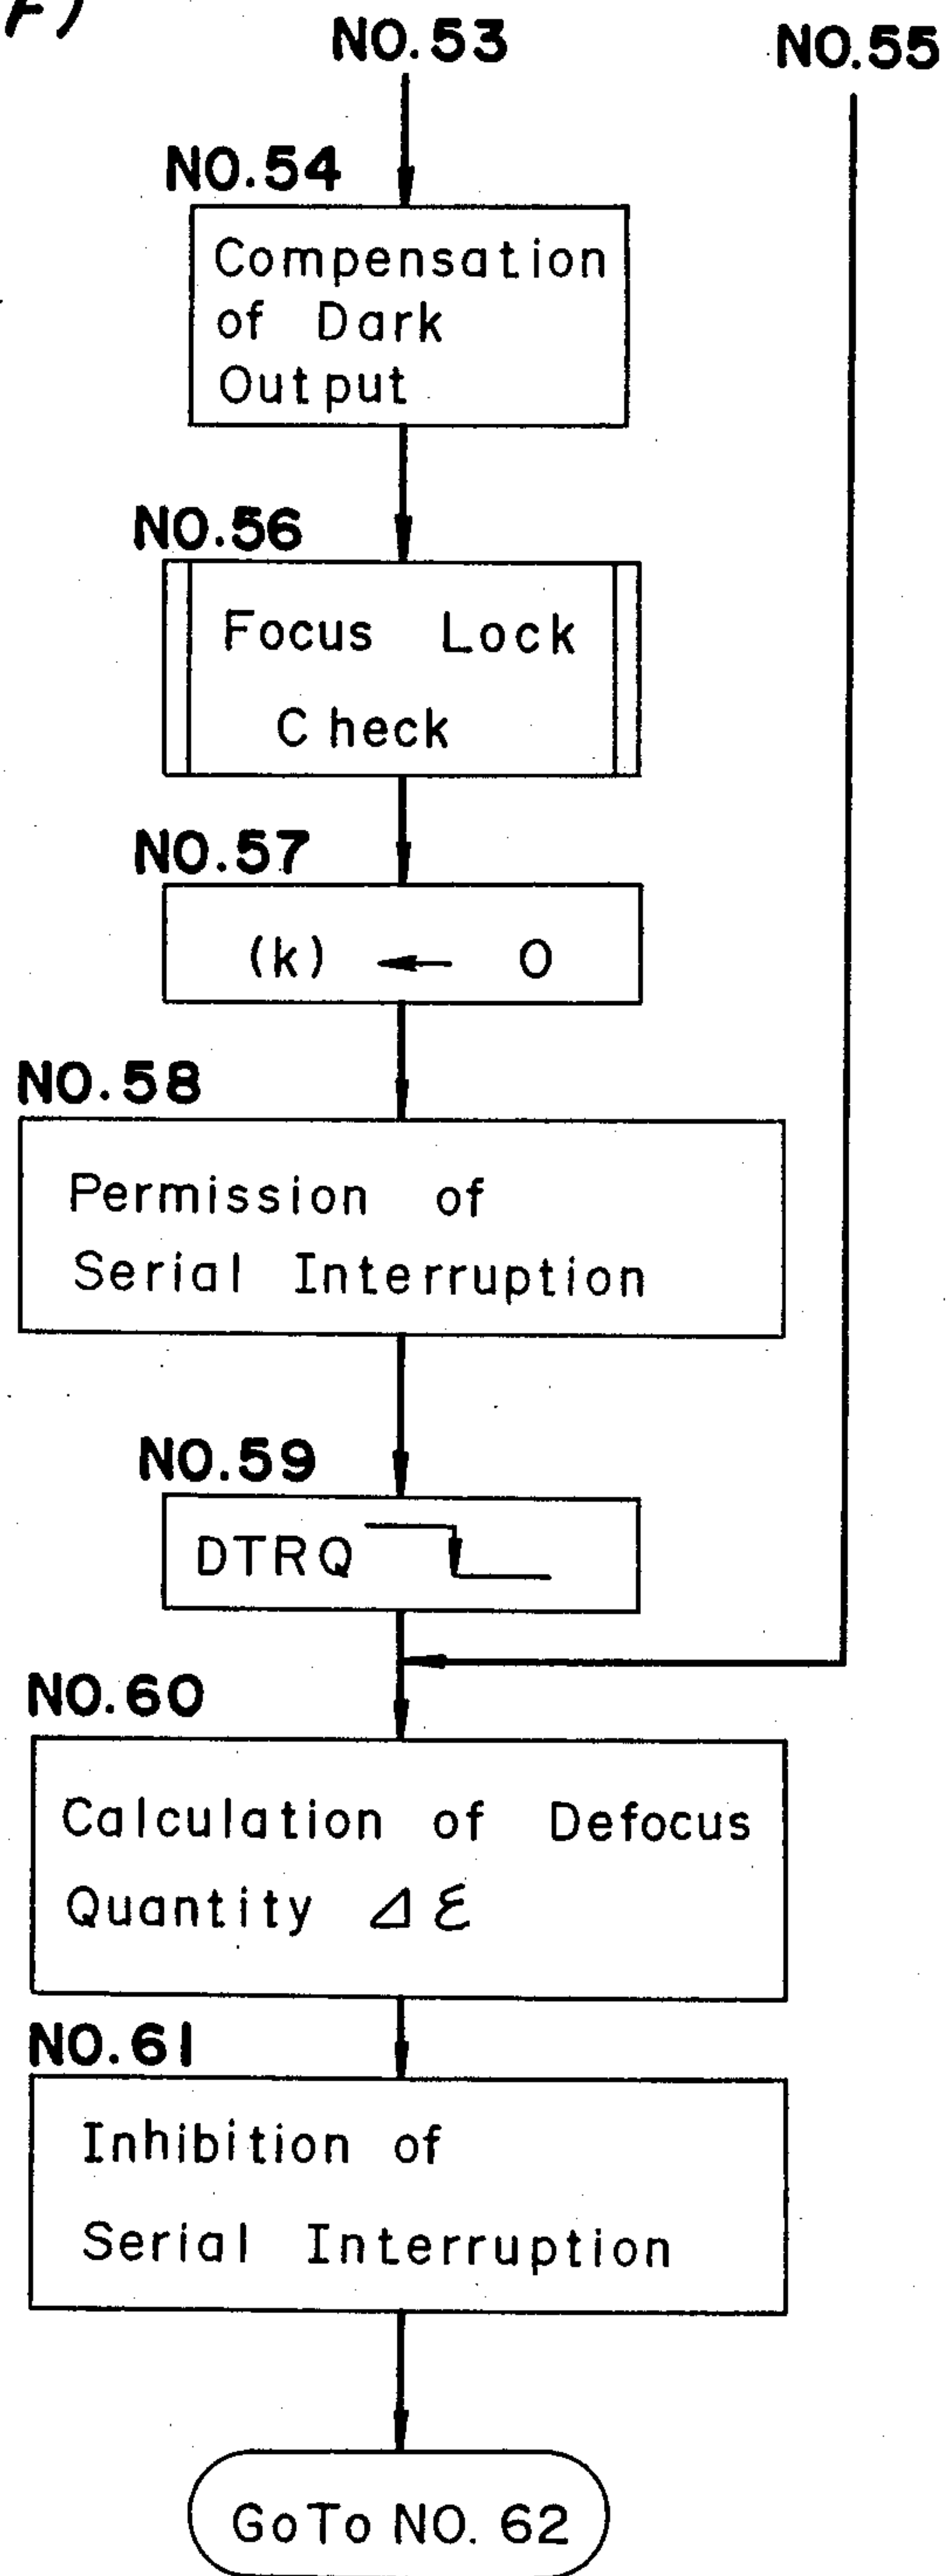 F)
NO.53
NO.55
NO.54
Compensation
of Dark
Output
NO.56
Focus Lock
Check
NO.57
(k) ← 0
NO.58
Permission of
Serial Interruption
NO.59
DTRQ
NO.60
Calculation of Defocus
Quantity Δ ε
NO.61
Inhibition of
Serial Interruption
GoTo NO. 62